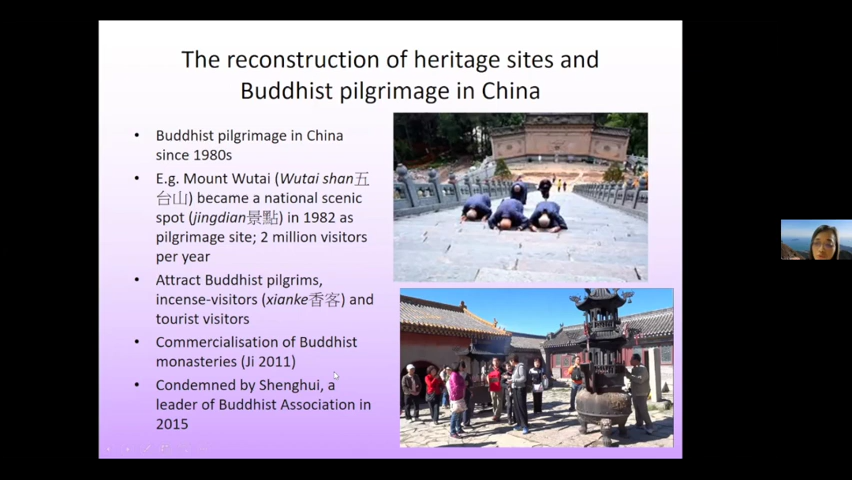 The reconstruction of heritage sites and
Buddhist pilgrimage in China
• Buddhist pilgrimage in China
since 1980s
• E.g. Mount Wutai (Wutai shan五
台山) became a national scenic
spot (jingdian景點) in 1982 as
pilgrimage site; 2 million visitors
per year
• Attract Buddhist pilgrims,
incense-visitors (xianke香客) and
tourist visitors
• Commercialisation of Buddhist
monasteries (Ji 2011)
• Condemned by Shenghui, a
leader of Buddhist Association in
2015